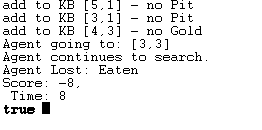 add to KB [5,1] - no Pit
add to KB [3,1] - no Pit
add to KB [4,3] - no Gold
Agent going to: [3,3]
Agent continues to search.
Agent Lost: Eaten
Score: -8,
 Time: 8
true